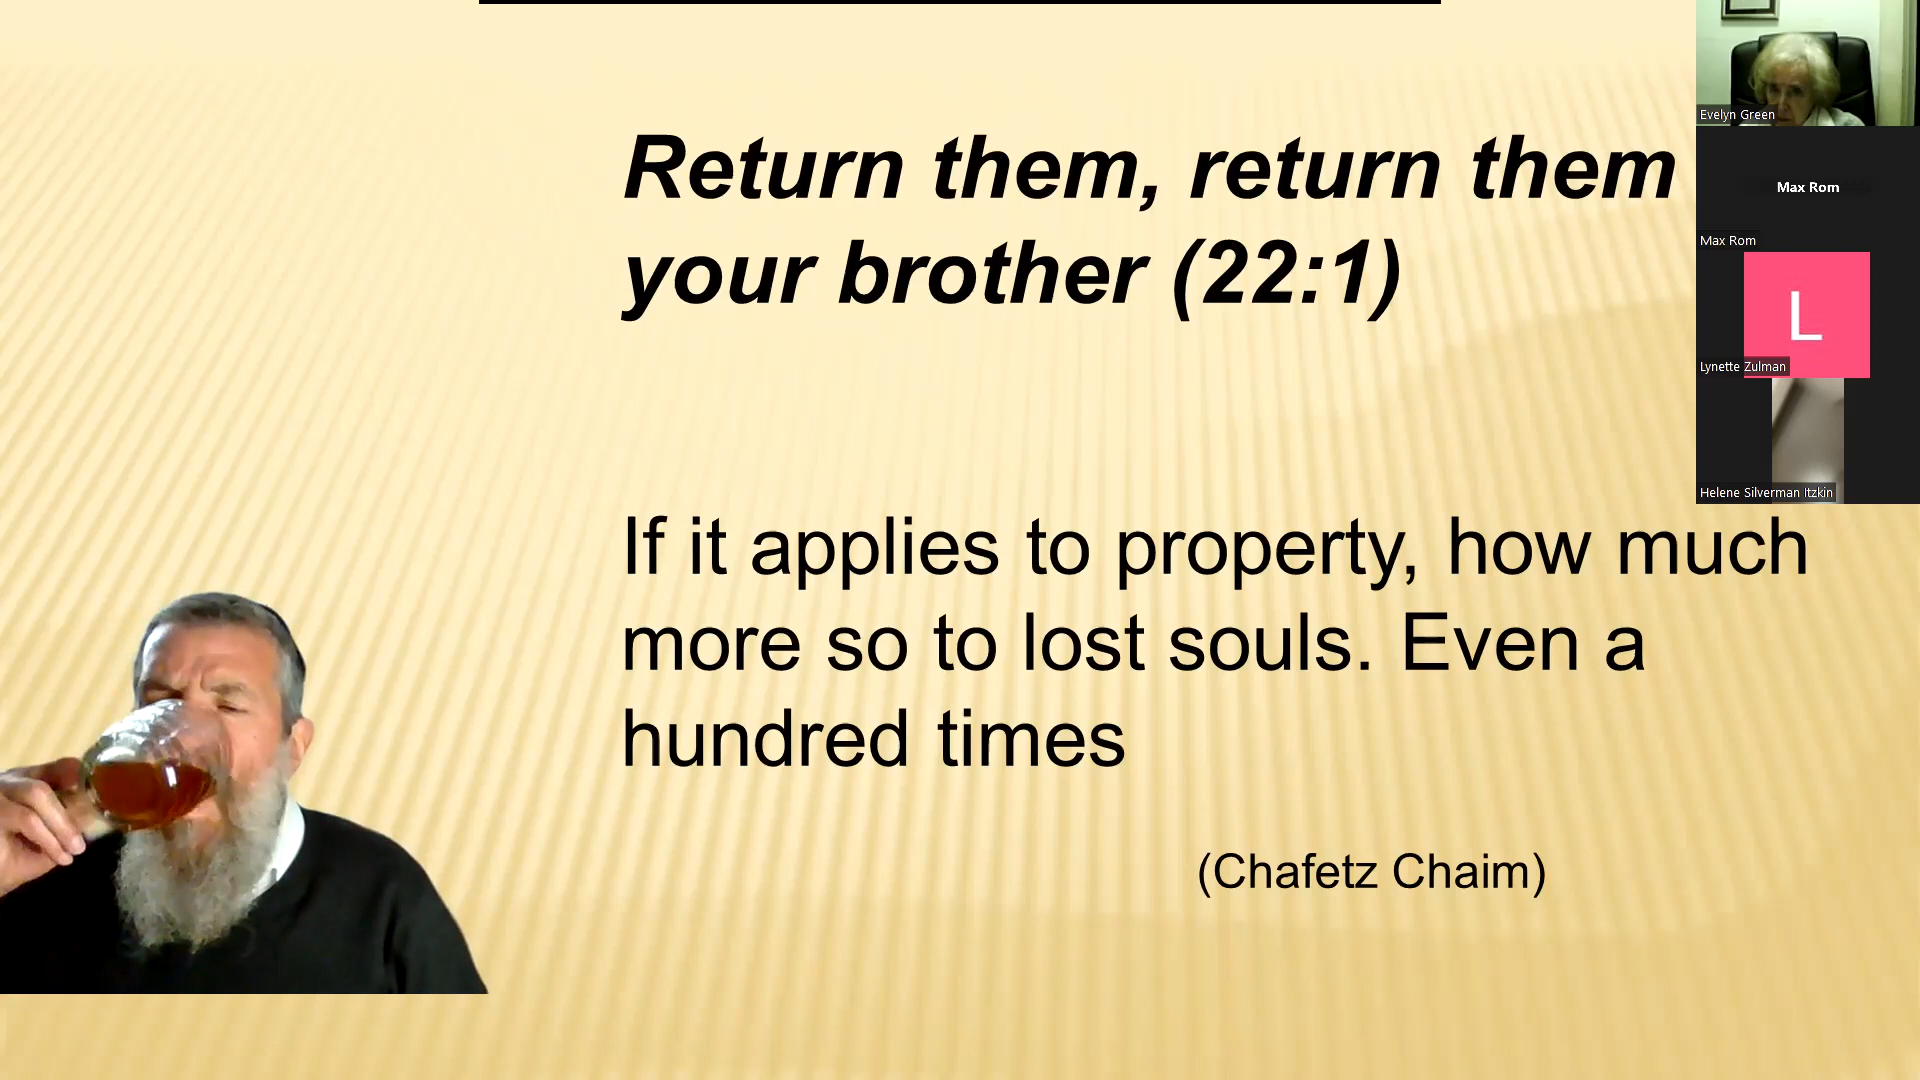 Return them, return them
your brother (22:1)
If it applies to property, how much
more so to lost souls. Even a
hundred times
(Chafetz Chaim)
Evelyn Green
Max Rom
Max Rom
L
Lynette Zulman
Helene Silverman Itzkin